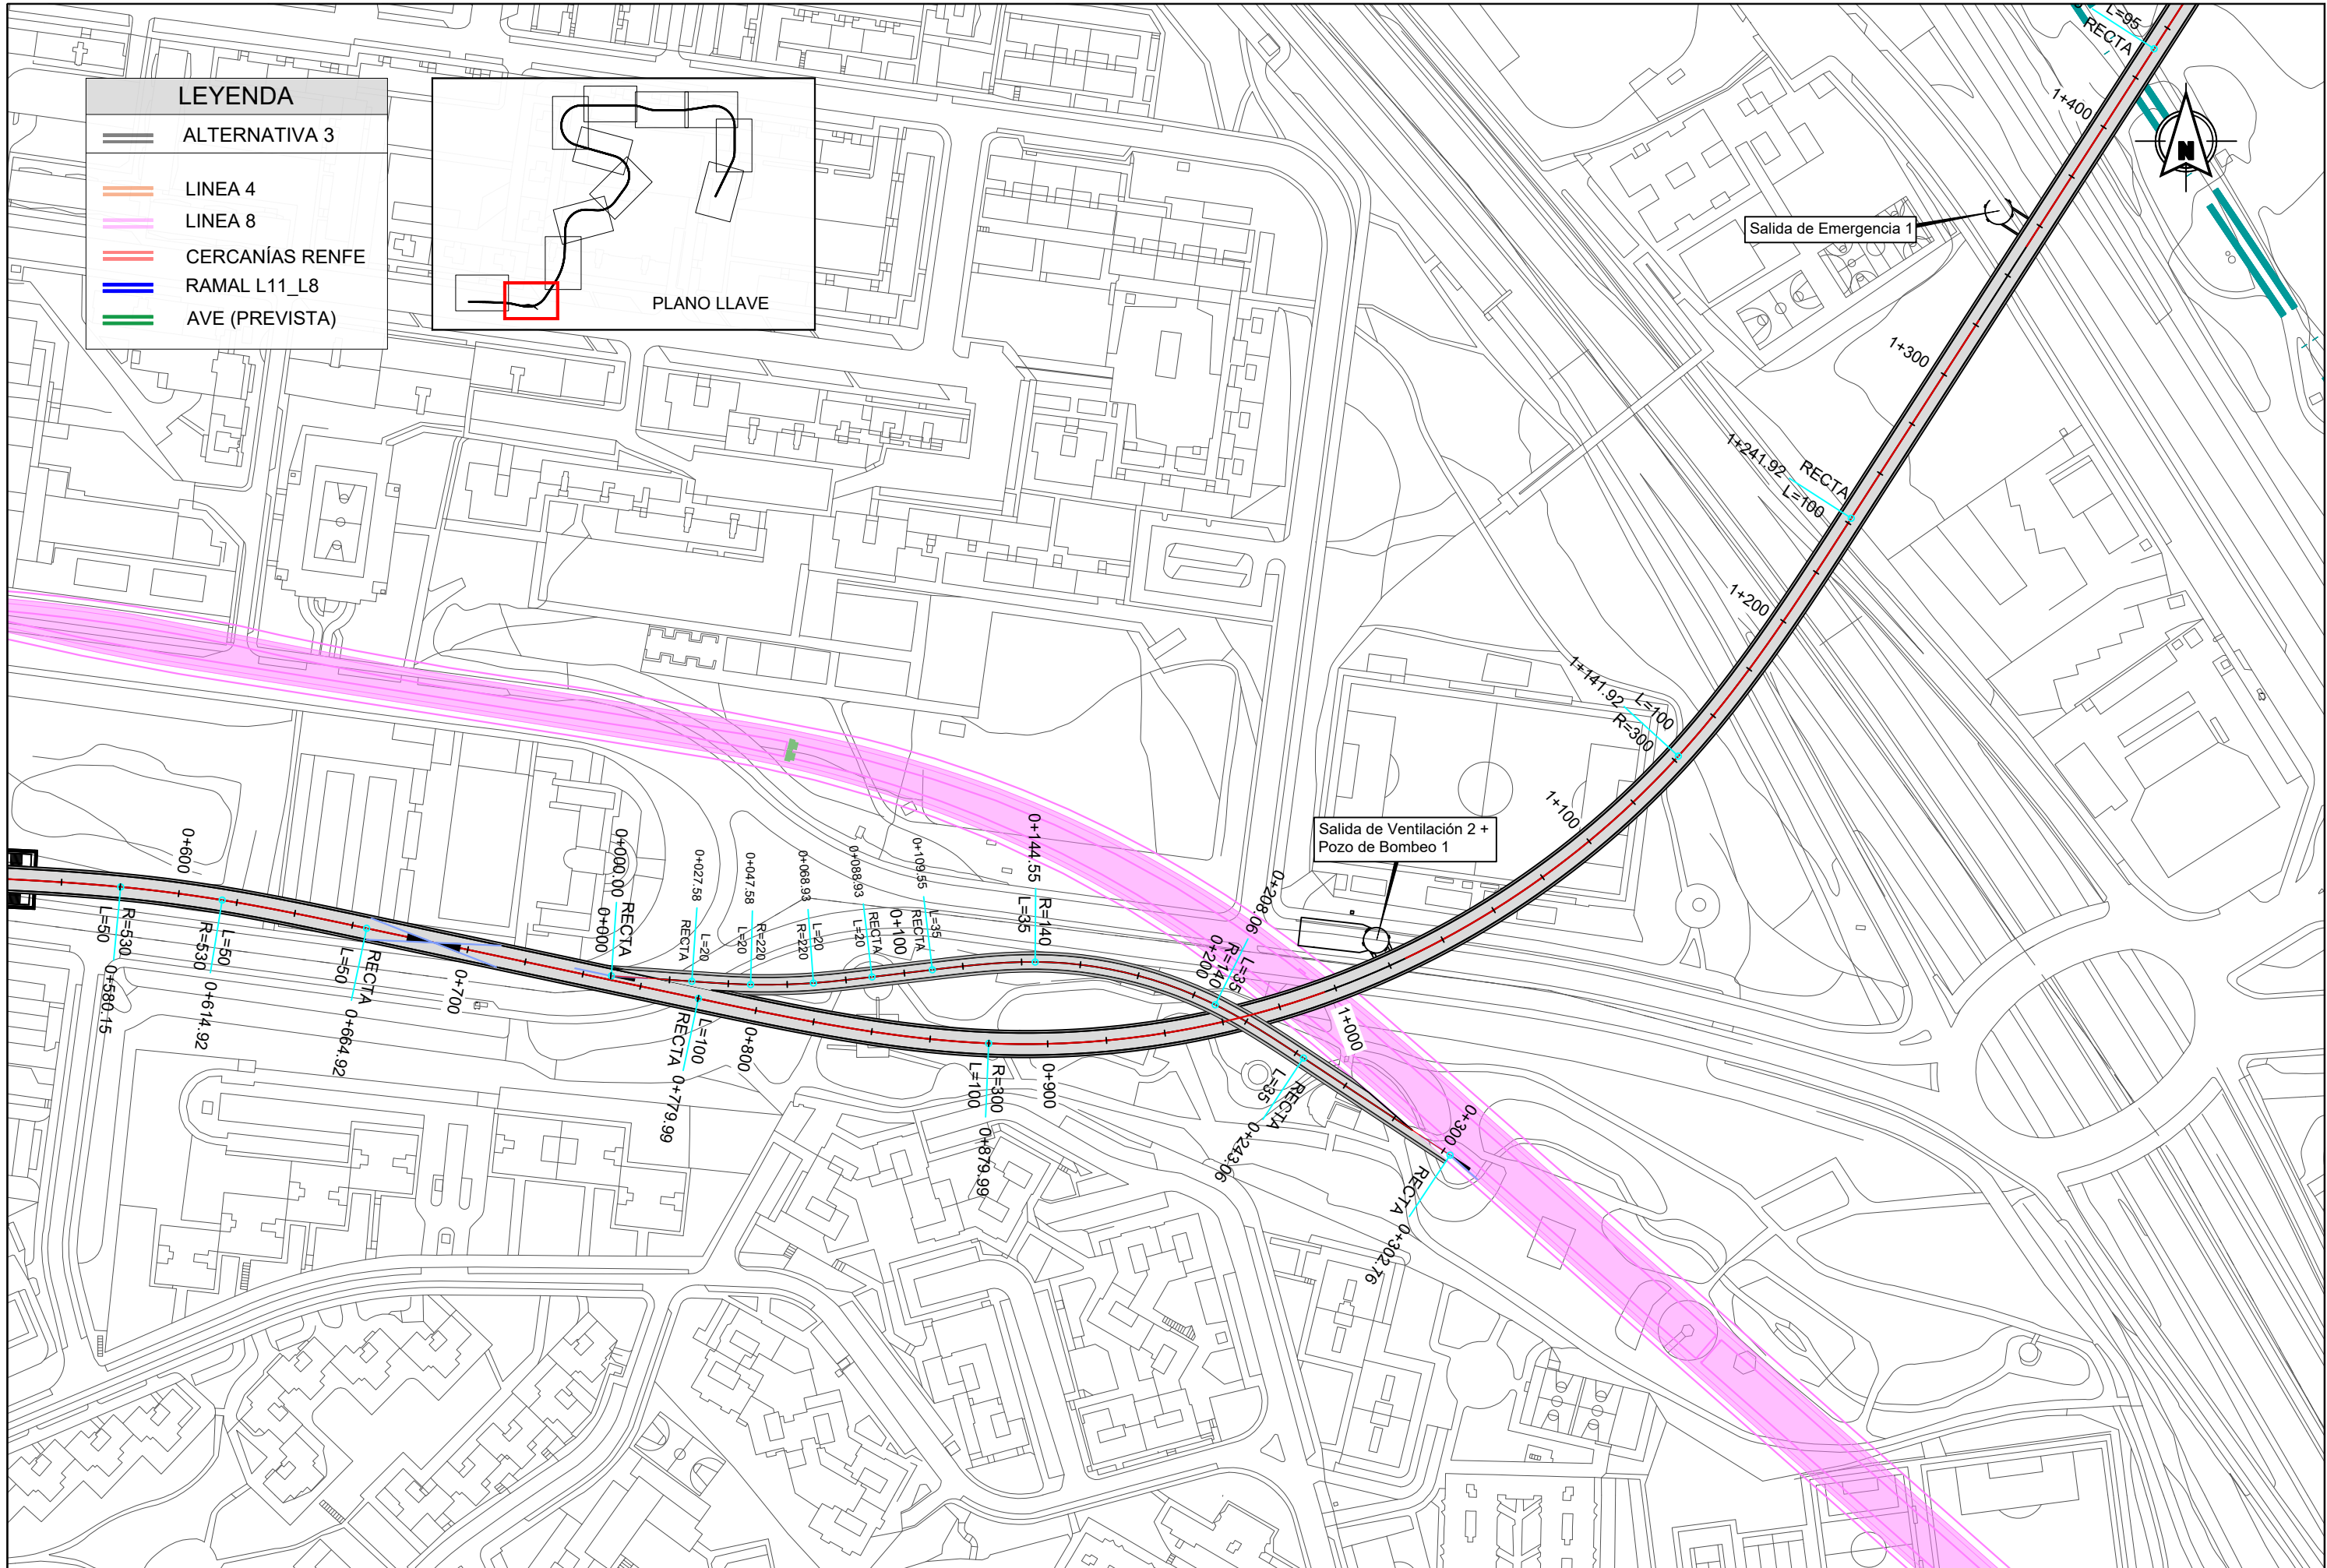 LEYENDA
ALTERNATIVA 3
LINEA 4
LINEA 8
CERCANÍAS RENFE
RAMAL L11_L8
AVE (PREVISTA)
PLANO LLAVE
L=95
RECTA
1+400
N
Salida de Emergencia 1
1+300
1+241.92
RECTA
L=100
1+200
1+141.92
L=100
R=300
1+100
Salida de Ventilación 2 +
Pozo de Bombeo 1
0+600
L=50
R=530
0+580.15
R=530
L=50
0+614.92
L=50
RECTA
0+664.92
0+700
0+000.00
0+000
RECTA
0+027.58
RECTA
L=20
0+047.58
L=20
R=220
0+068.93
R=220
L=20
0+088.93
L=20
RECTA
0+100
0+109.55
RECTA
L=35
0+144.55
L=35
R=140
0+208.06
0+200
R=140
L=35
RECTA
L=100
0+779.99
0+800
L=100
R=300
0+879.99
0+900
1+000
L=35
RECTA
0+243.06
0+300
RECTA
0+302.76